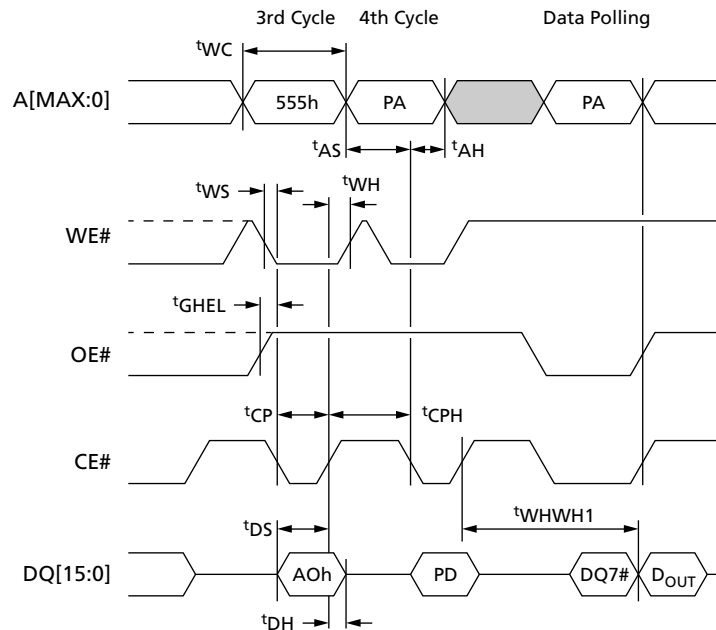 3rd Cycle 4th Cycle Data Polling
tWC
A[MAX:0] 555h PA PA
tAS tAH
tWS tWH
WE#
tGHEL
OE#
tCP tCPH
CE#
tWHWH1
tDS
DQ[15:0] AOh PD DQ7# DOUT
tDH